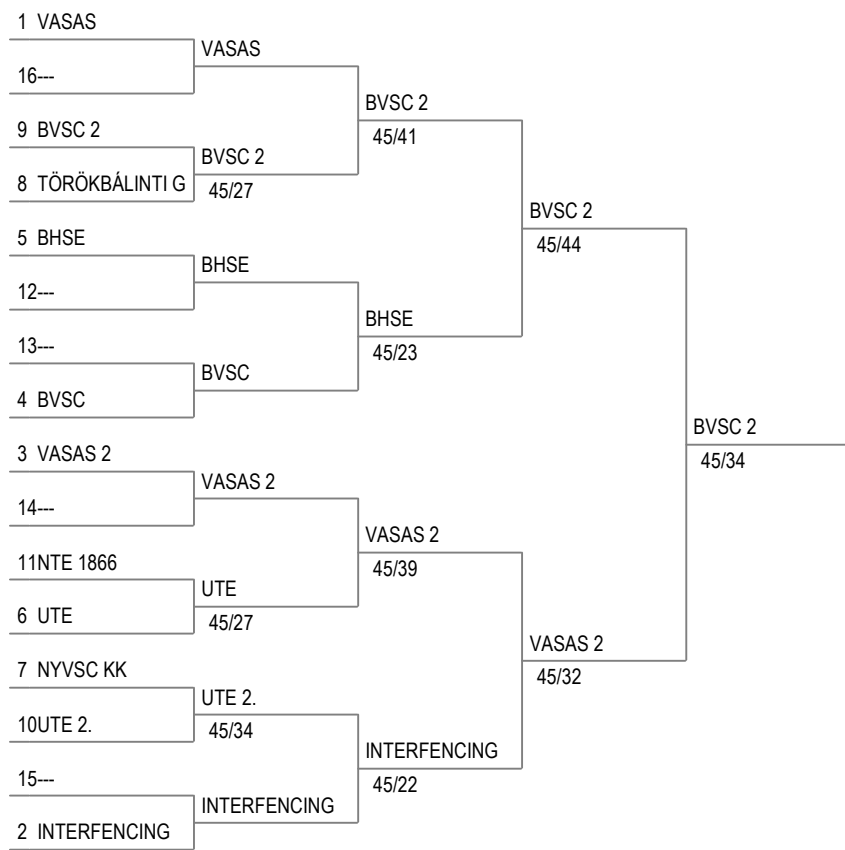 1 VASAS
VASAS
16---
BVSC 2
45/41
9 BVSC 2
BVSC 2
8 TÖRÖKBÁLINTI G
45/27
BVSC 2
45/44
5 BHSE
BHSE
12---
BHSE
45/23
13---
BVSC
4 BVSC
BVSC 2
45/34
3 VASAS 2
VASAS 2
14---
VASAS 2
45/39
11NTE 1866
UTE
6 UTE
45/27
VASAS 2
45/32
7 NYVSC KK
UTE 2.
10UTE 2.
45/34
INTERFENCING
45/22
15---
INTERFENCING
2 INTERFENCING